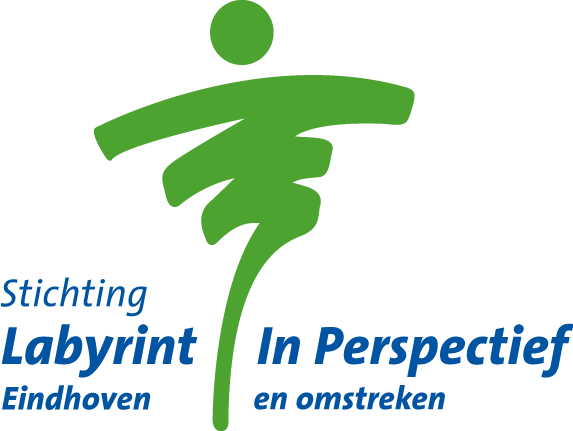 Stichting
Labyrint In Perspectief
Eindhoven en omstreken